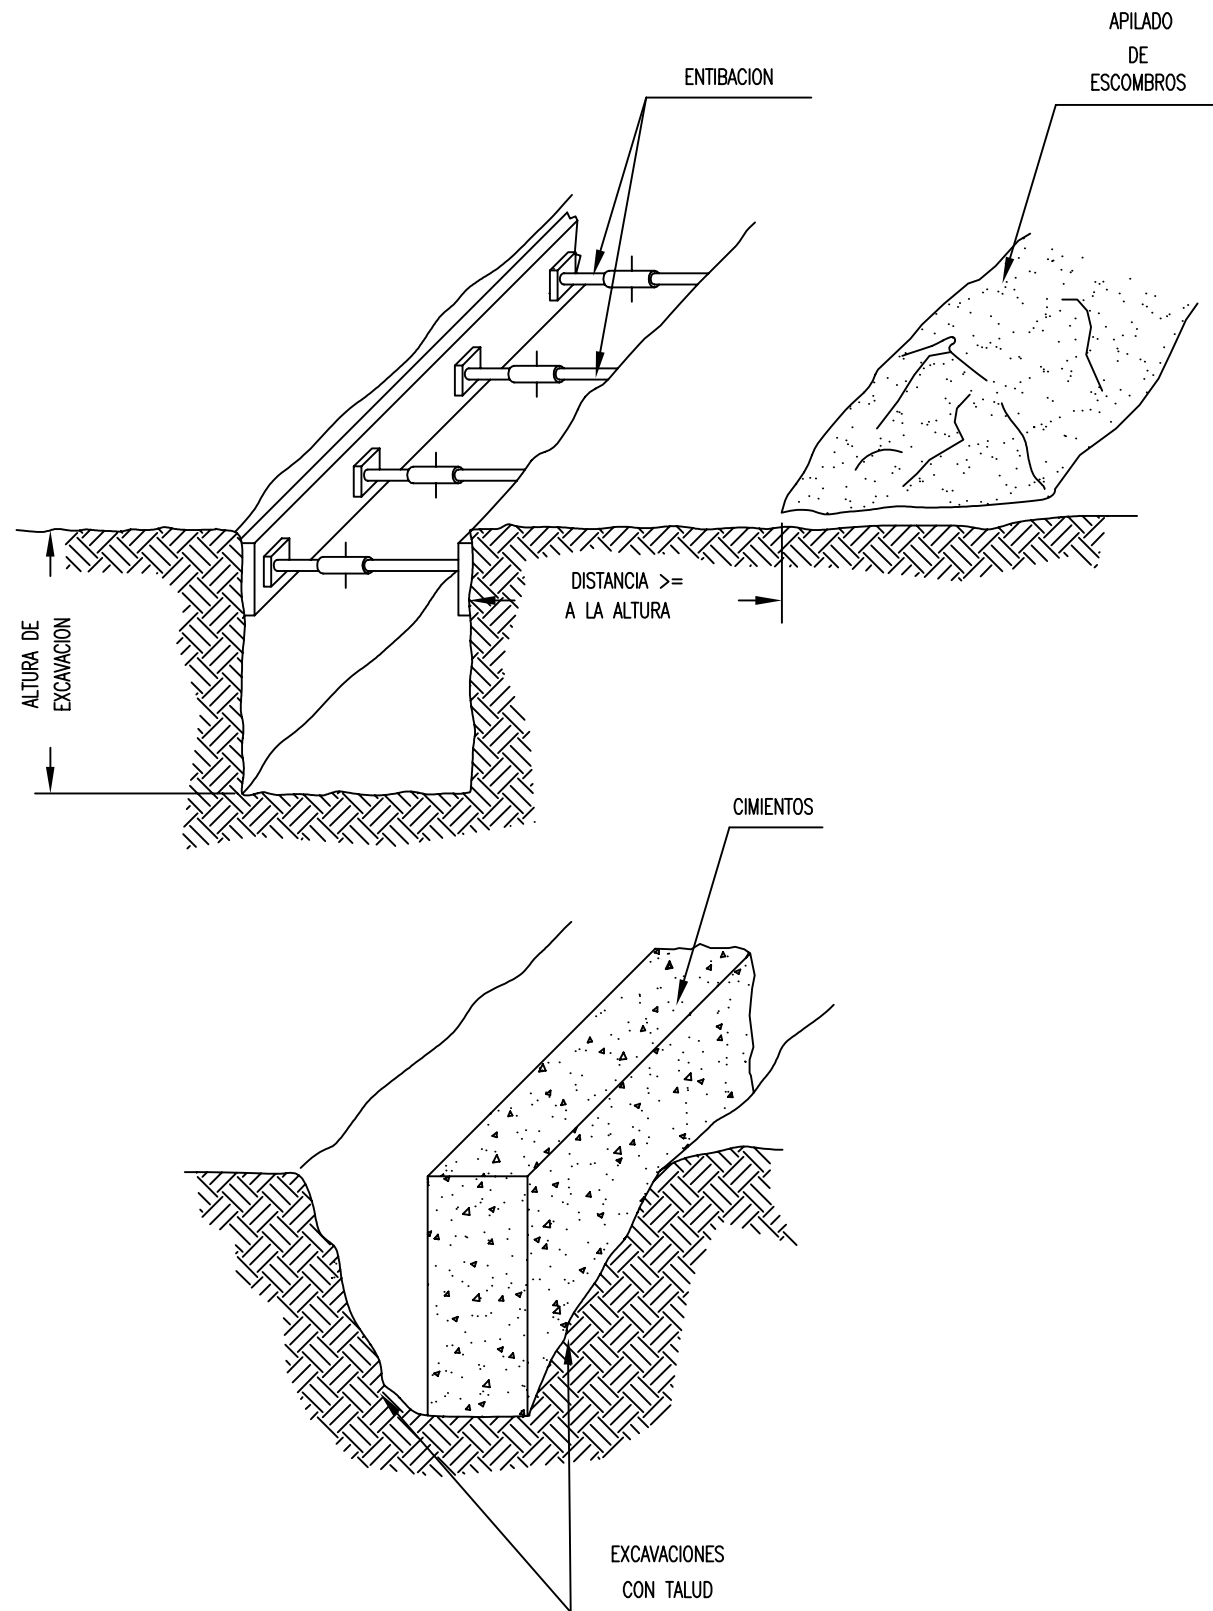 APILADO
DE
ESCOMBROS
ENTIBACION
DISTANCIA >=
A LA ALTURA
ALTURA DE
EXCAVACION
CIMIENTOS
EXCAVACIONES
CON TALUD